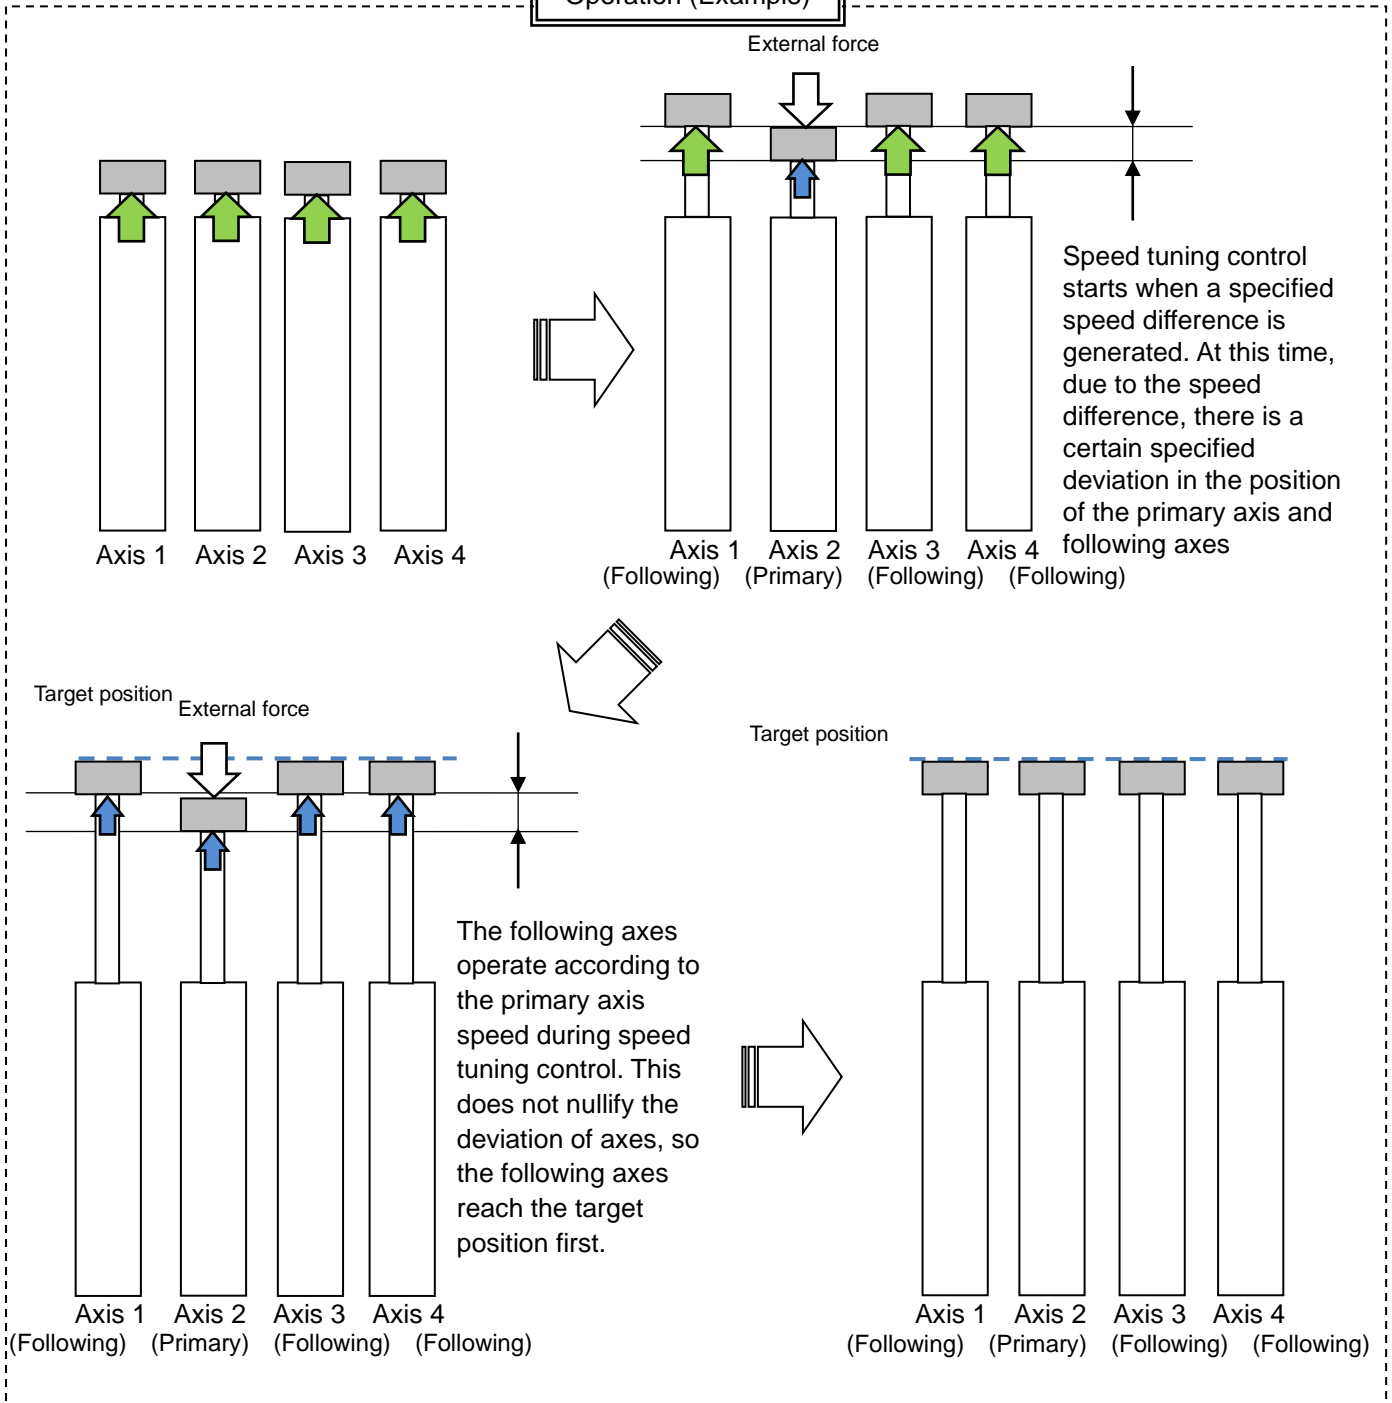 Operation (Example)
External force
Axis 1 Axis 2 Axis 3 Axis 4
Axis 1 Axis 2 Axis 3 Axis 4
(Following) (Primary) (Following) (Following)
Speed tuning control
starts when a specified
speed difference is
generated. At this time,
due to the speed
difference, there is a
certain specified
deviation in the position
of the primary axis and
following axes
Target position
External force
The following axes
operate according to
the primary axis
speed during speed
tuning control. This
does not nullify the
deviation of axes, so
the following axes
reach the target
position first.
Axis 1 Axis 2 Axis 3 Axis 4
(Following) (Primary) (Following) (Following)
Target position
Axis 1 Axis 2 Axis 3 Axis 4
(Following) (Primary) (Following) (Following)